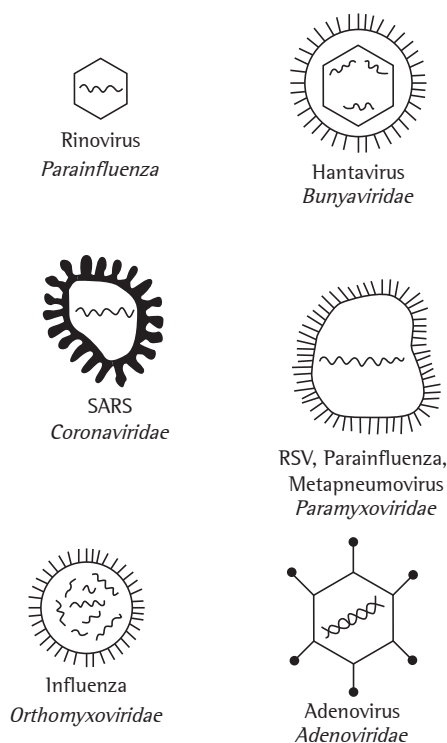 Rinovirus
Parainfluenza
Hantavirus
Bunyaviridae
SARS
Coronaviridae
RSV, Parainfluenza,
Metapneumovirus
Paramyxoviridae
Influenza
Orthomyxoviridae
Adenovirus
Adenoviridae